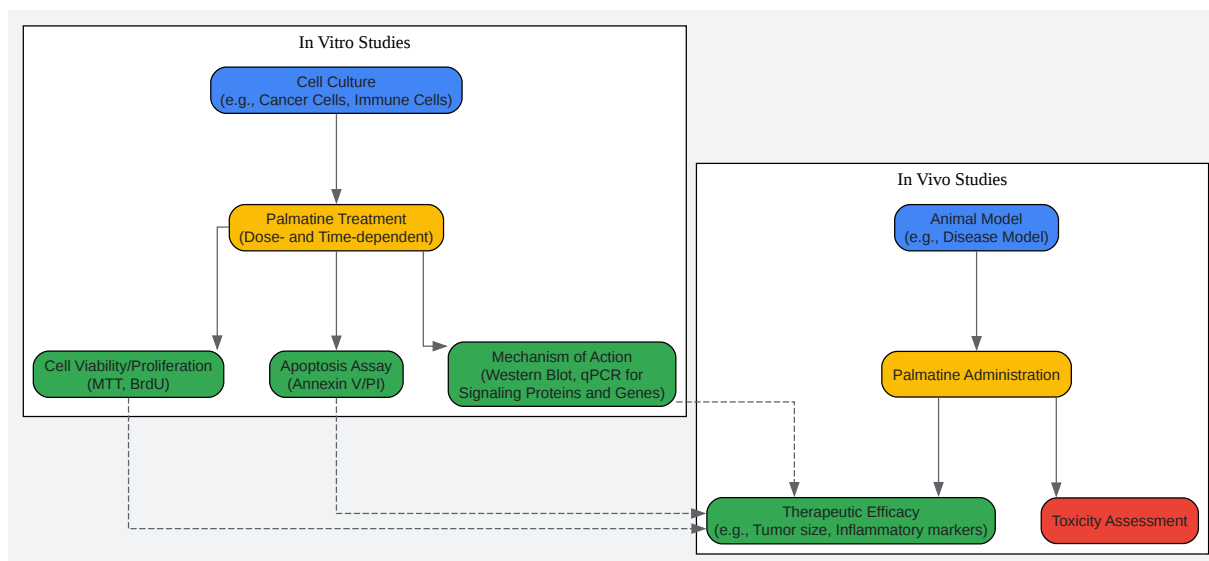 In Vitro Studies
Cell Culture
(e.g., Cancer Cells, Immune Cells)
Palmatine Treatment
(Dose- and Time-dependent)
Cell Viability/Proliferation
(MTT, BrdU)
Apoptosis Assay
(Annexin V/PI)
Mechanism of Action
(Western Blot, qPCR for
Signaling Proteins and Genes)
In Vivo Studies
Animal Model
(e.g., Disease Model)
Palmatine Administration
Therapeutic Efficacy
(e.g., Tumor size, Inflammatory markers)
Toxicity Assessment